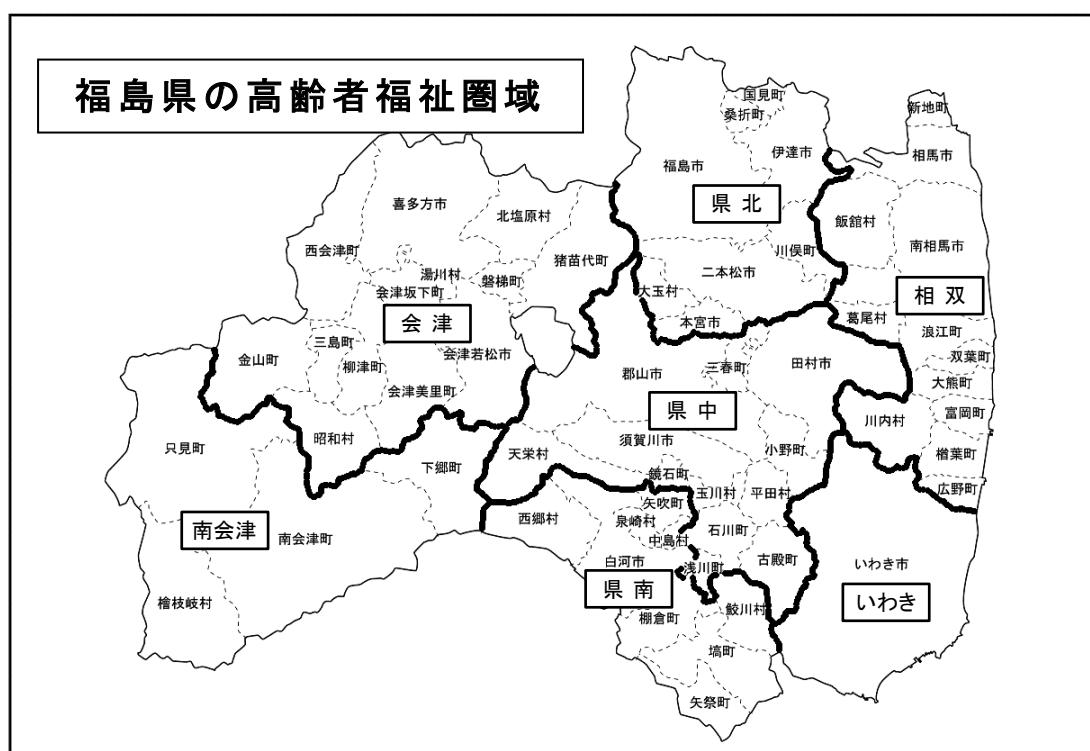 福島県の高齢者福祉圏域
国見町
桑折町
新地町
伊達市
相馬市
福島市
県北
喜多方市
北塩原村
飯舘村
西会津町
猪苗代町
川俣町
南相馬市
湯川村
磐梯町
二本松市
会津坂下町
大玉村
相双
会津
本宮市
葛尾村
浪江町
三島町
会津若松市
双葉町
金山町
柳津町
郡山市
三春町
田村市
大熊町
会津美里町
県中
川内村
富岡町
昭和村
須賀川市
只見町
下郷町
天栄村
小野町
楢葉町
鏡石町
玉川村
平田村
広野町
矢吹町
西郷村
泉崎村
石川町
南会津
南会津町
中島村
白河市
浅川町
古殿町
いわき市
県南
いわき
檜枝岐村
鮫川村
棚倉町
塙町
矢祭町